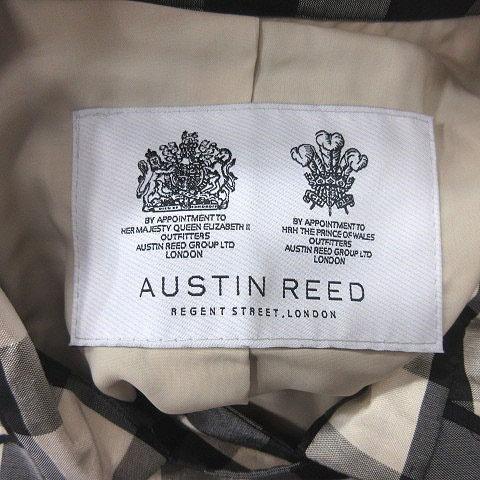 BY APPOINTMENT TO
HER MAJESTY QUEEN ELIZABETH II
OUTFITTERS
AUSTIN REED GROUP LTD
LONDON
BY APPOINTMENT TO
HRH THE PRINCE OF WALES
OUTFITTERS
AUSTIN REED GROUP LTD
LONDON
AUSTIN REED
REGENT STREET, LONDON